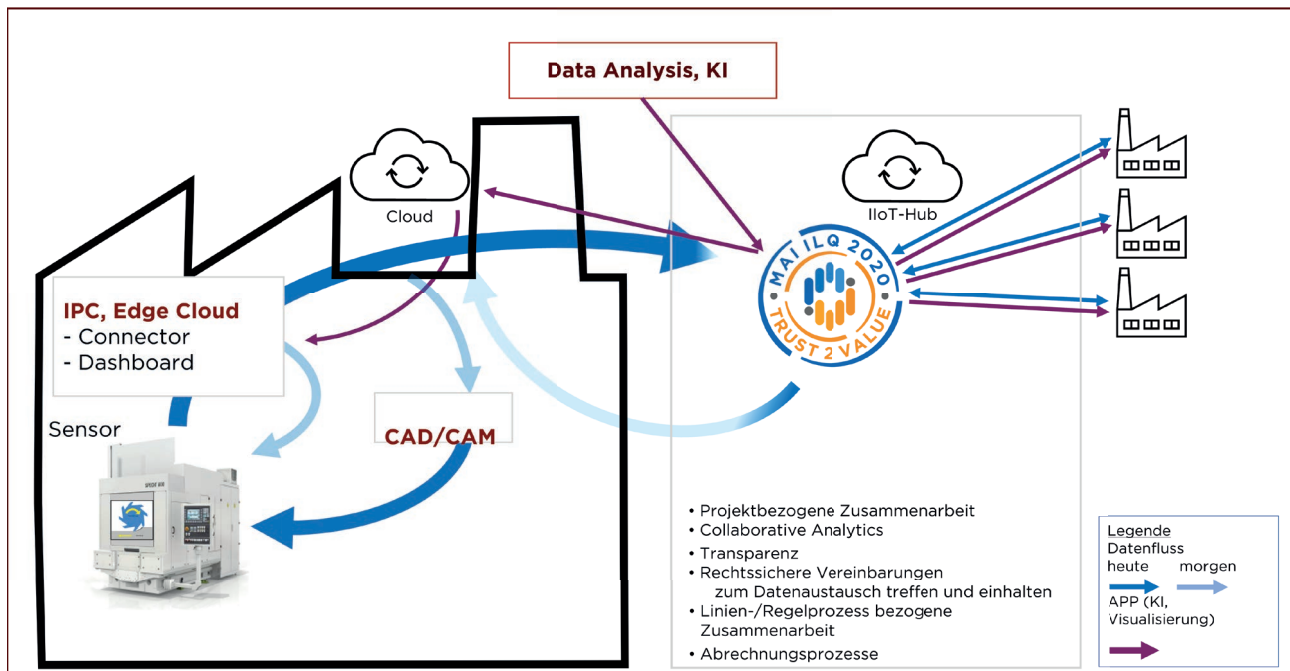 Data Analysis, KI
Cloud
IIoT-Hub
MAI ILQ 2020
TRUST 2 VALUE
IPC, Edge Cloud
- Connector
- Dashboard
Sensor
CAD/CAM
• Projektbezogene Zusammenarbeit
• Collaborative Analytics
• Transparenz
• Rechtssichere Vereinbarungen
zum Datenaustausch treffen und einhalten
• Linien-/Regelprozess bezogene
Zusammenarbeit
• Abrechnungsprozesse
Legende
Datenfluss
heute morgen
APP (KI,
Visualisierung)